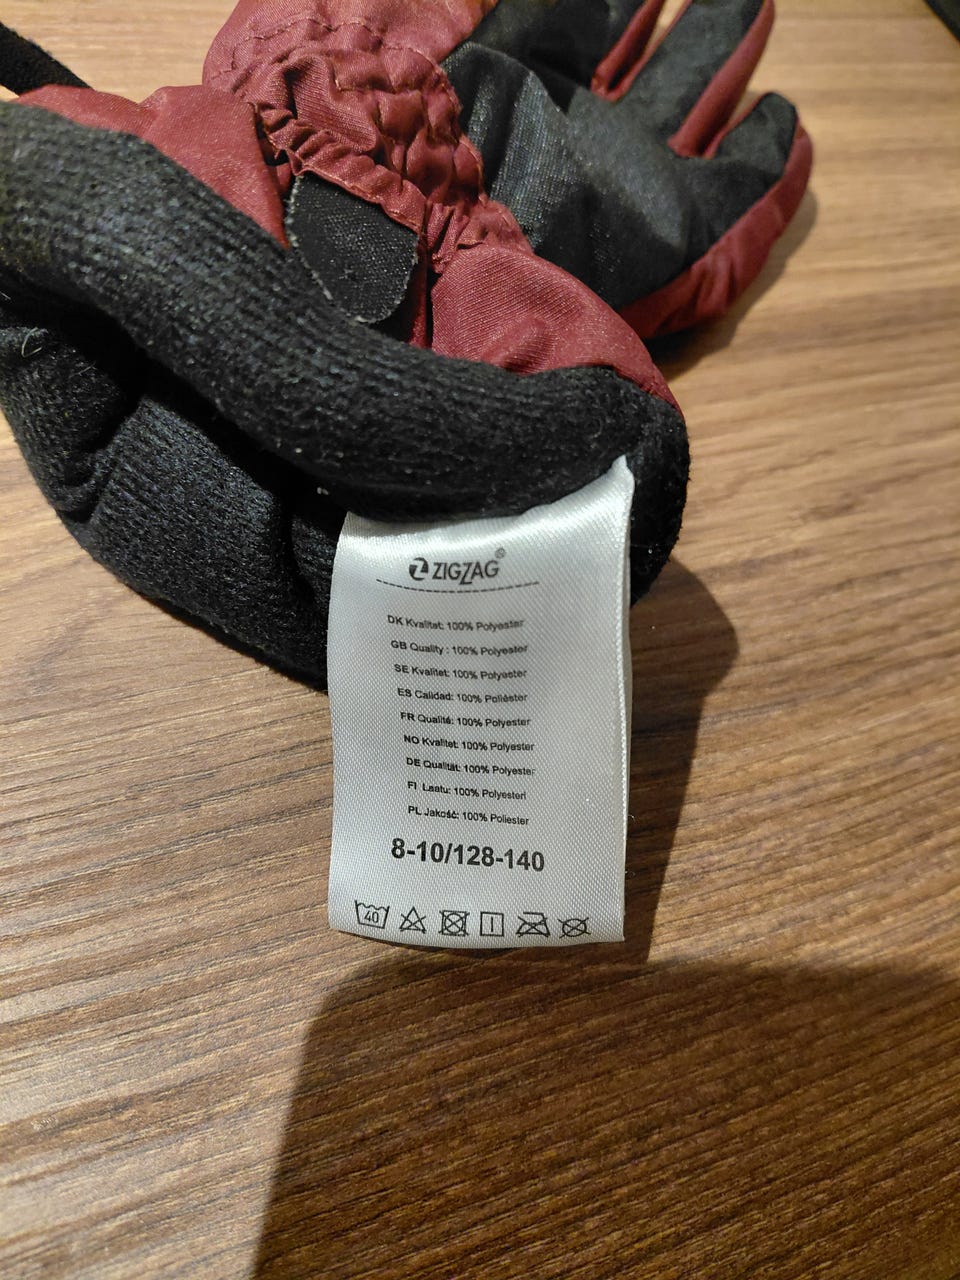 ZIGZAG®
DK Kvalitet: 100% Polyester
GB Quality : 100% Polyester
SE Kvalitet: 100% Polyester
ES Calidad: 100% Poliéster
FR Qualité: 100% Polyester
NO Kvalitet: 100% Polyester
DE Qualität: 100% Polyester
FI Laatu: 100% Polyesteri
PL Jakość: 100% Poliester
8-10/128-140
40